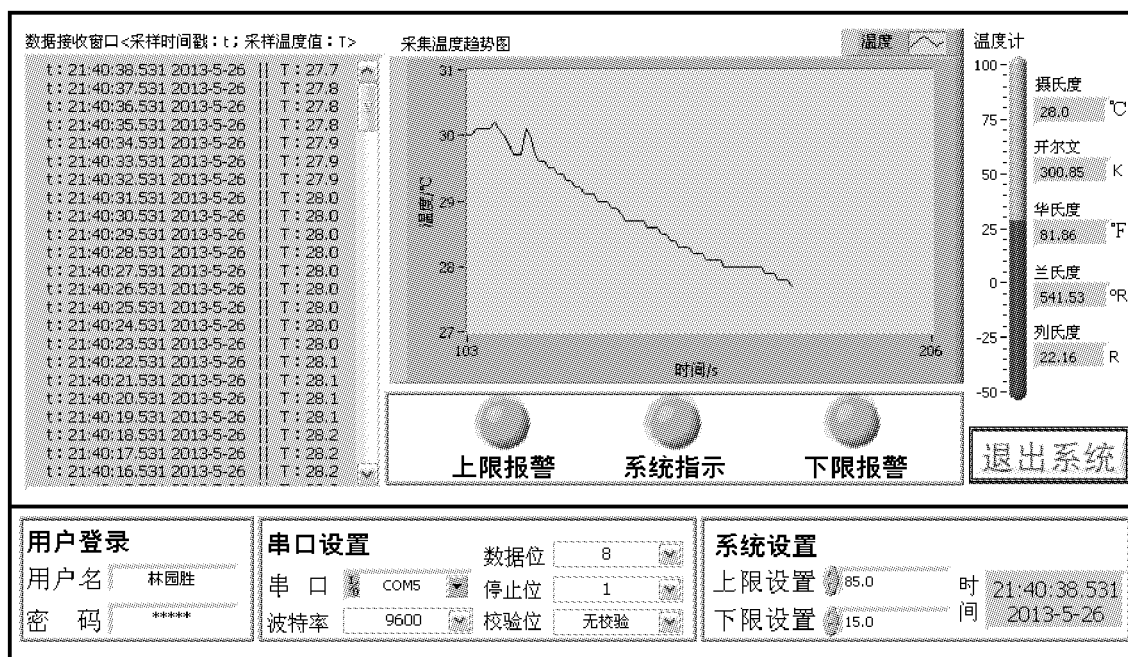 数据接收窗口<采样时间戳：t；采样温度值：T>
t：21:40:38.531 2013-5-26 || T：27.7
t：21:40:37.531 2013-5-26 || T：27.8
t：21:40:36.531 2013-5-26 || T：27.8
t：21:40:35.531 2013-5-26 || T：27.8
t：21:40:34.531 2013-5-26 || T：27.9
t：21:40:33.531 2013-5-26 || T：27.9
t：21:40:32.531 2013-5-26 || T：27.9
t：21:40:31.531 2013-5-26 || T：28.0
t：21:40:30.531 2013-5-26 || T：28.0
t：21:40:29.531 2013-5-26 || T：28.0
t：21:40:28.531 2013-5-26 || T：28.0
t：21:40:27.531 2013-5-26 || T：28.0
t：21:40:26.531 2013-5-26 || T：28.0
t：21:40:25.531 2013-5-26 || T：28.0
t：21:40:24.531 2013-5-26 || T：28.0
t：21:40:23.531 2013-5-26 || T：28.0
t：21:40:22.531 2013-5-26 || T：28.1
t：21:40:21.531 2013-5-26 || T：28.1
t：21:40:20.531 2013-5-26 || T：28.1
t：21:40:19.531 2013-5-26 || T：28.1
t：21:40:18.531 2013-5-26 || T：28.2
t：21:40:17.531 2013-5-26 || T：28.2
t：21:40:16.531 2013-5-26 || T：28.2
采集温度趋势图
温度
31
30
29
28
27
温度/℃
103
206
时间/s
上限报警
系统指示
下限报警
温度计
100
75
50
25
0
-25
-50
摄氏度
28.0 ℃
开尔文
300.85 K
华氏度
81.86 ℉
兰氏度
541.53 ºR
列氏度
22.16 R
退出系统
用户登录
用户名 林园胜
密 码 *****
串口设置
串 口 COM5
波特率 9600
数据位 8
停止位 1
校验位 无校验
系统设置
上限设置 85.0
下限设置 15.0
时间
21:40:38.531
2013-5-26